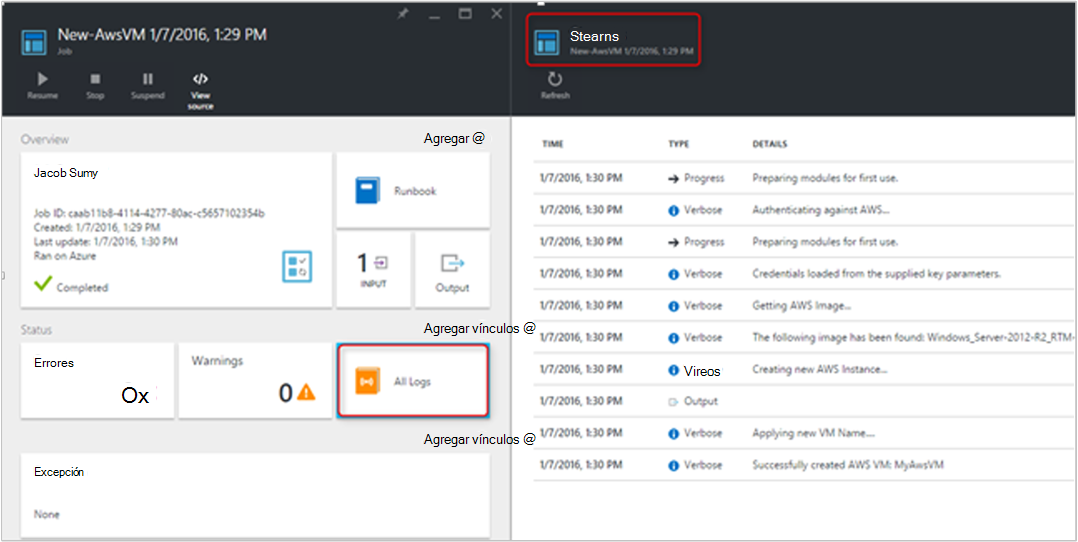 New-AwsVM 1/7/2016, 1:29 PM
Job
Resume
Stop
Suspend
View source
Overview
Agregar @
Jacob Sumy
Job ID: caab11b8-4114-4277-80ac-c5657102354b
Created: 1/7/2016, 1:29 PM
Last update: 1/7/2016, 1:30 PM
Ran on Azure
Completed
Runbook
1
INPUT
Output
Status
Agregar vínculos @
Errores
Ox
Warnings
0
All Logs
Agregar vínculos @
Excepción
None
Stearns
New-AwsVM 1/7/2016, 1:29 PM
Refresh
TIME TYPE DETAILS
1/7/2016, 1:30 PM Progress Preparing modules for first use.
1/7/2016, 1:30 PM Verbose Authenticating against AWS...
1/7/2016, 1:30 PM Progress Preparing modules for first use.
1/7/2016, 1:30 PM Verbose Credentials loaded from the supplied key parameters.
1/7/2016, 1:30 PM Verbose Getting AWS Image...
1/7/2016, 1:30 PM Verbose The following image has been found: Windows_Server-2012-R2_RTM-
1/7/2016, 1:30 PM Vireos Creating new AWS Instance...
1/7/2016, 1:30 PM Output
1/7/2016, 1:30 PM Verbose Applying new VM Name....
1/7/2016, 1:30 PM Verbose Successfully created AWS VM: MyAwsVM